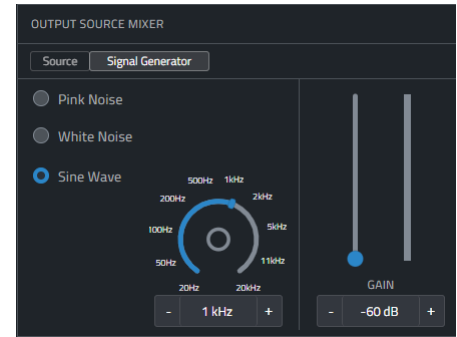 OUTPUT SOURCE MIXER
Source Signal Generator
Pink Noise
White Noise
Sine Wave
500Hz 1kHz
200Hz 2kHz
100Hz 5kHz
50Hz 11kHz
20Hz 20kHz
- 1 kHz +
GAIN
- -60 dB +